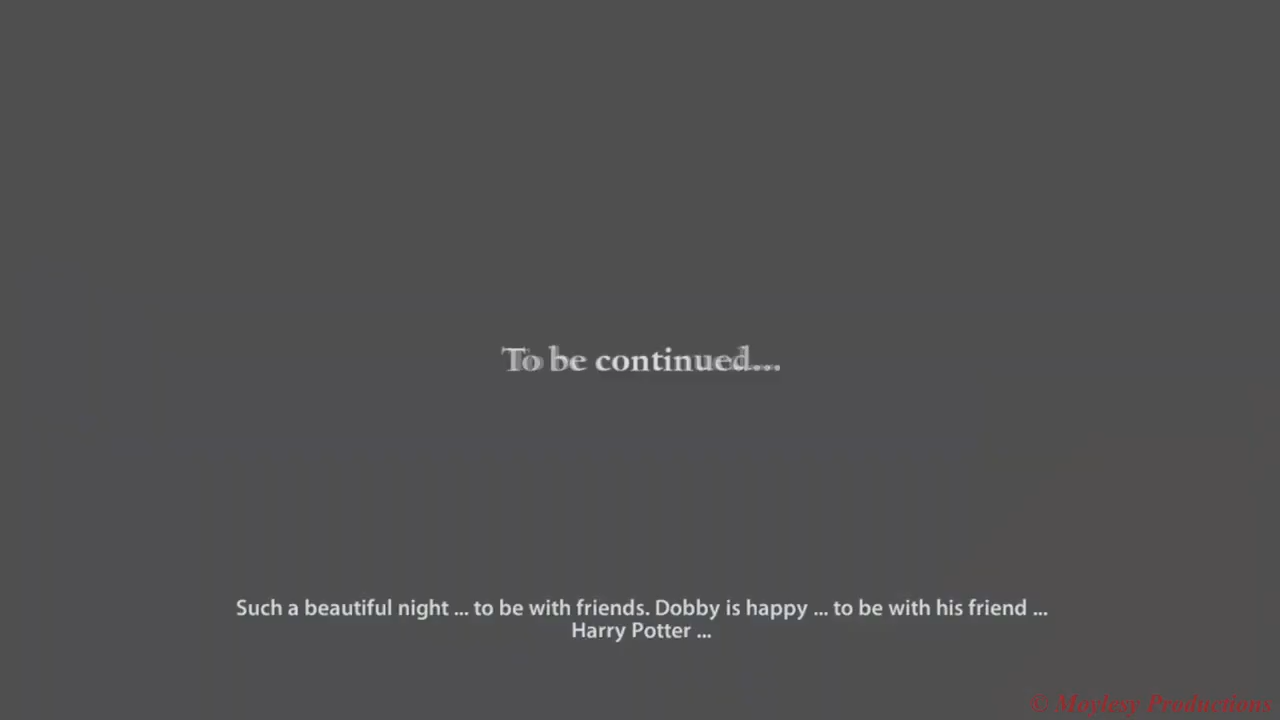 To be continued....
Such a beautiful night ... to be with friends. Dobby is happy ... to be with his friend ...
Harry Potter ...
© Moylesy Productions